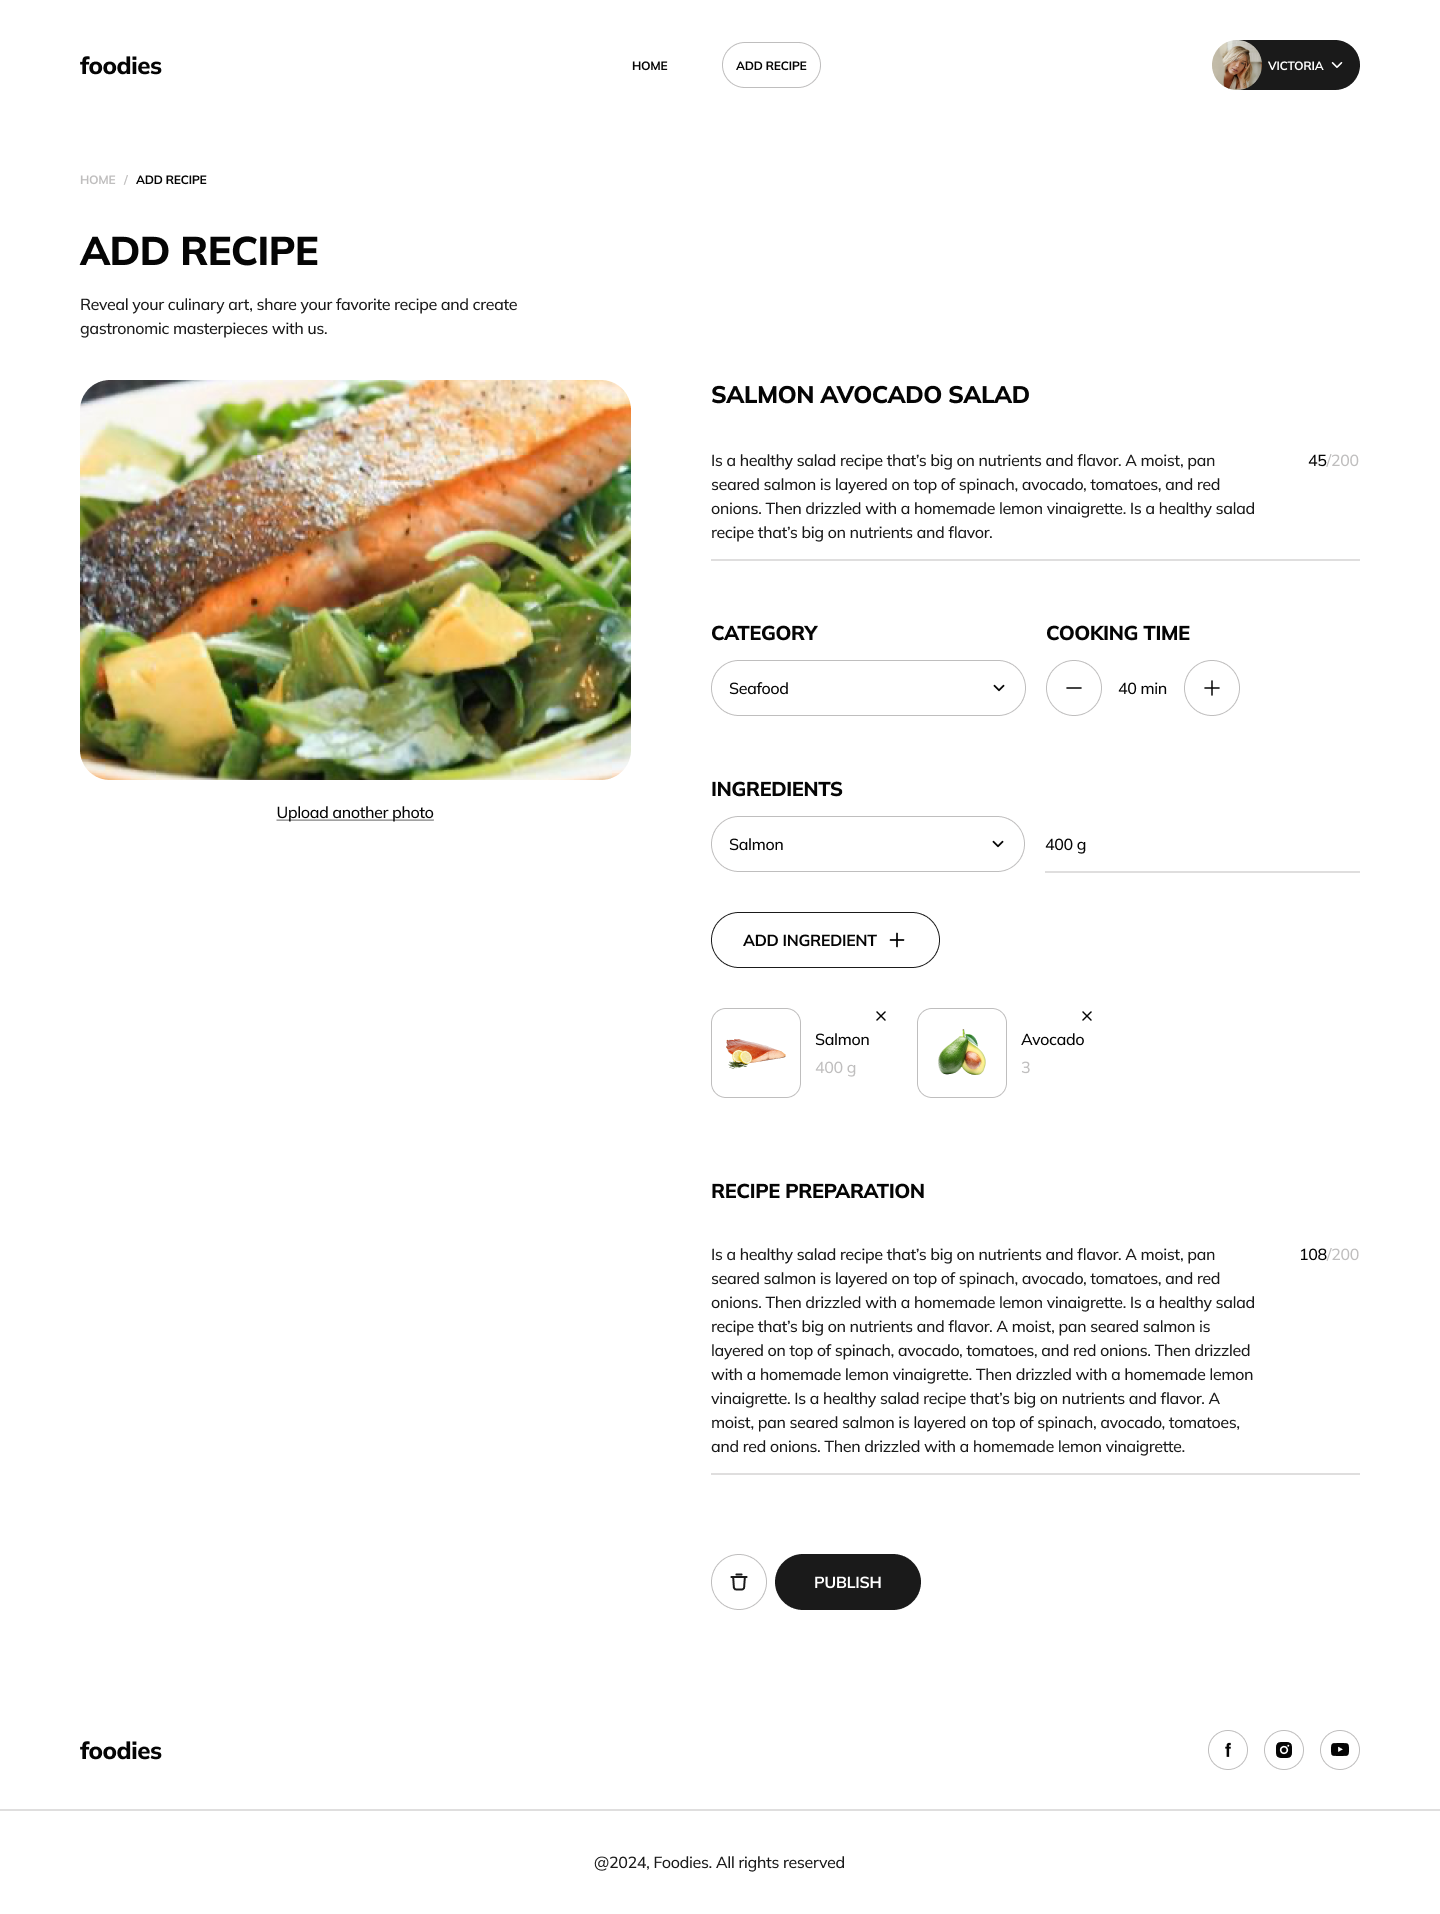 foodies
HOME
ADD RECIPE
VICTORIA
HOME / ADD RECIPE
ADD RECIPE
Reveal your culinary art, share your favorite recipe and create
gastronomic masterpieces with us.
Upload another photo
SALMON AVOCADO SALAD
Is a healthy salad recipe that’s big on nutrients and flavor. A moist, pan
seared salmon is layered on top of spinach, avocado, tomatoes, and red
onions. Then drizzled with a homemade lemon vinaigrette. Is a healthy salad
recipe that’s big on nutrients and flavor.
45/200
CATEGORY
Seafood
COOKING TIME
40 min
INGREDIENTS
Salmon
400 g
ADD INGREDIENT
Salmon
400 g
Avocado
3
RECIPE PREPARATION
Is a healthy salad recipe that’s big on nutrients and flavor. A moist, pan
seared salmon is layered on top of spinach, avocado, tomatoes, and red
onions. Then drizzled with a homemade lemon vinaigrette. Is a healthy salad
recipe that’s big on nutrients and flavor. A moist, pan seared salmon is
layered on top of spinach, avocado, tomatoes, and red onions. Then drizzled
with a homemade lemon vinaigrette. Then drizzled with a homemade lemon
vinaigrette. Is a healthy salad recipe that’s big on nutrients and flavor. A
moist, pan seared salmon is layered on top of spinach, avocado, tomatoes,
and red onions. Then drizzled with a homemade lemon vinaigrette.
108/200
PUBLISH
foodies
@2024, Foodies. All rights reserved